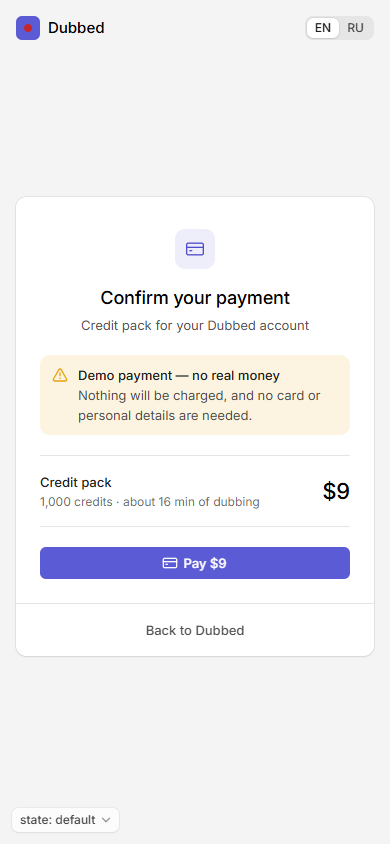 Dubbed
EN RU
Confirm your payment
Credit pack for your Dubbed account
Demo payment — no real money
Nothing will be charged, and no card or
personal details are needed.
Credit pack
1,000 credits · about 16 min of dubbing
$9
Pay $9
Back to Dubbed
state: default